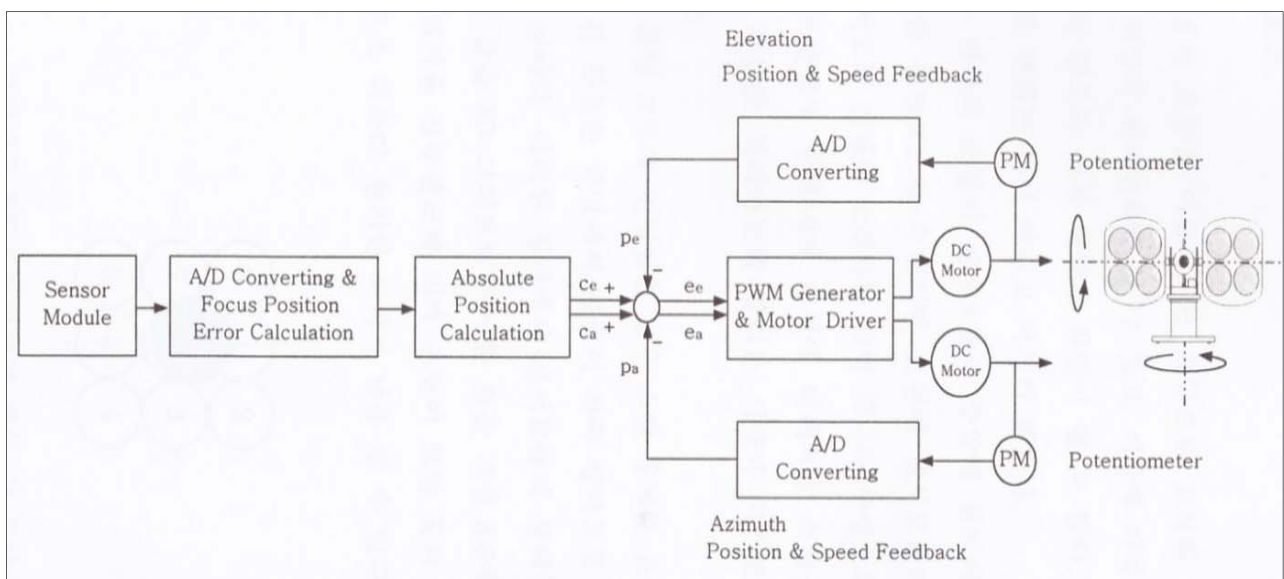 Elevation
Position & Speed Feedback
A/D
Converting
PM
Potentiometer
Pe
Sensor
Module
A/D Converting &
Focus Position
Error Calculation
Absolute
Position
Calculation
Ce +
Ca +
−
−
ee
ea
PWM Generator
& Motor Driver
DC
Motor
DC
Motor
Pa
A/D
Converting
PM
Potentiometer
Azimuth
Position & Speed Feedback